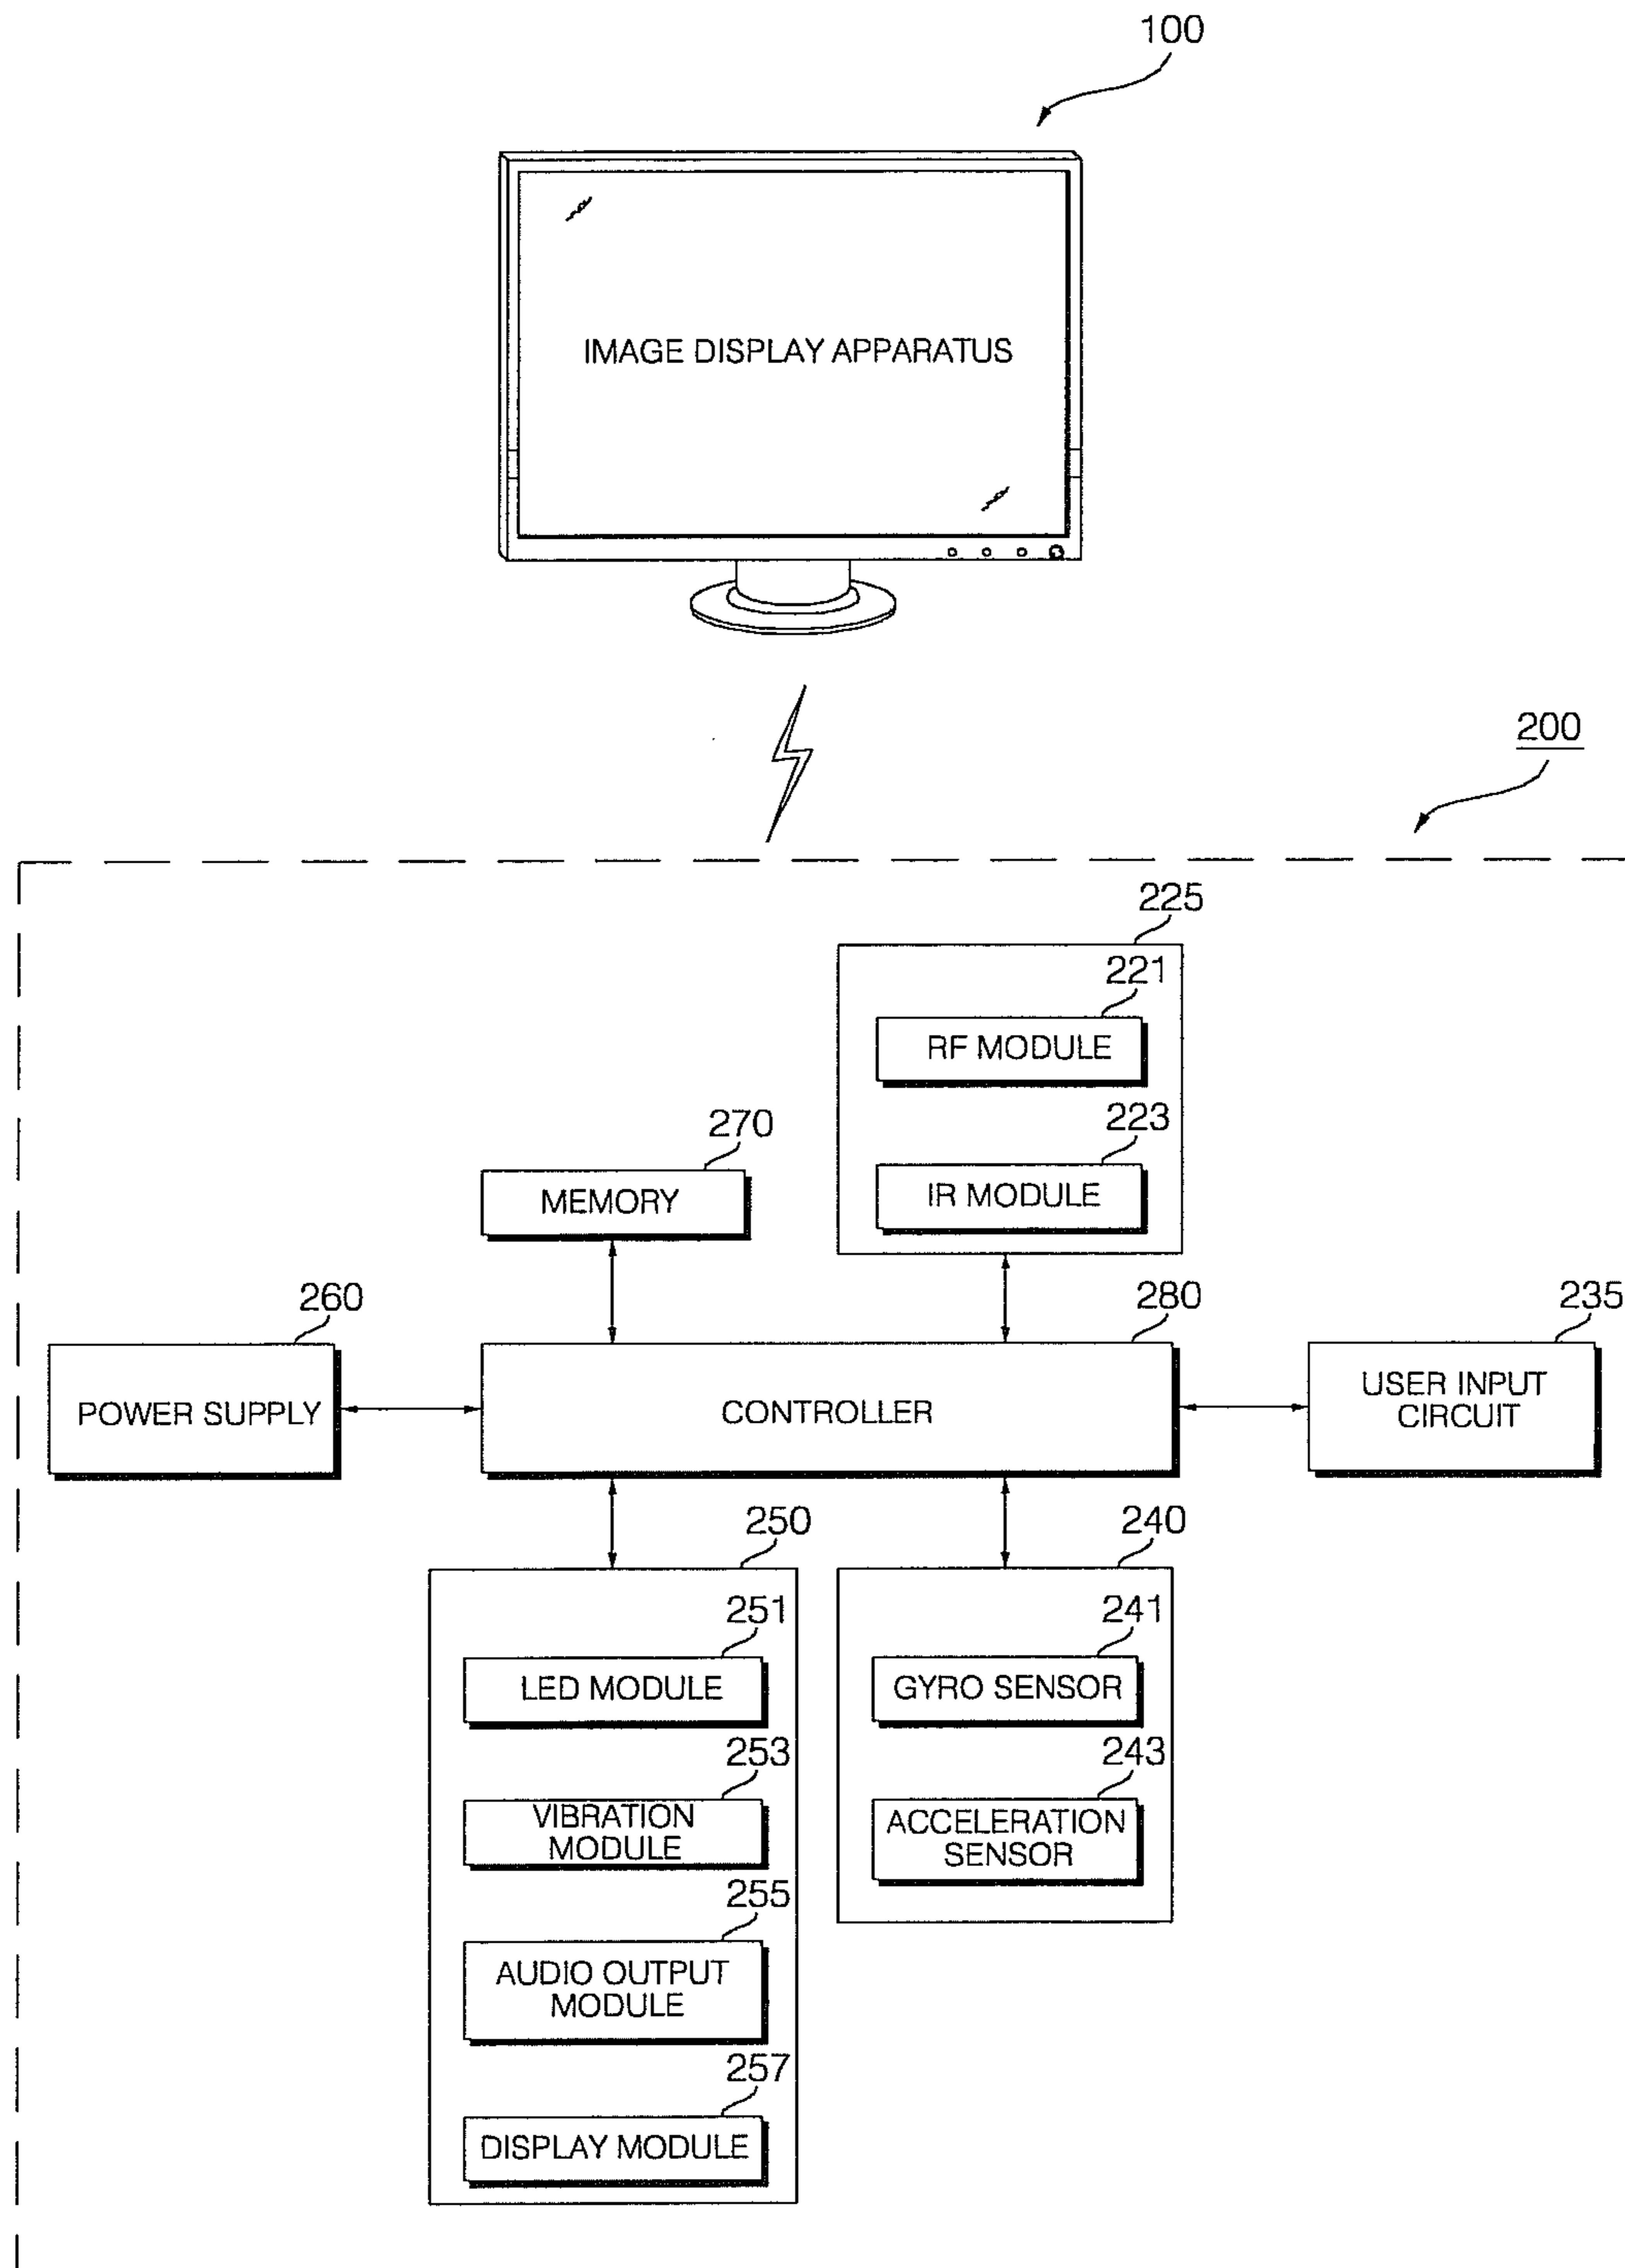 100
IMAGE DISPLAY APPARATUS
200
225
221
RF MODULE
270
223
MEMORY
IR MODULE
260
280
235
POWER SUPPLY
CONTROLLER
USER INPUT
CIRCUIT
250
240
251
241
LED MODULE
GYRO SENSOR
253
243
VIBRATION
MODULE
ACCELERATION
SENSOR
255
AUDIO OUTPUT
MODULE
257
DISPLAY MODULE